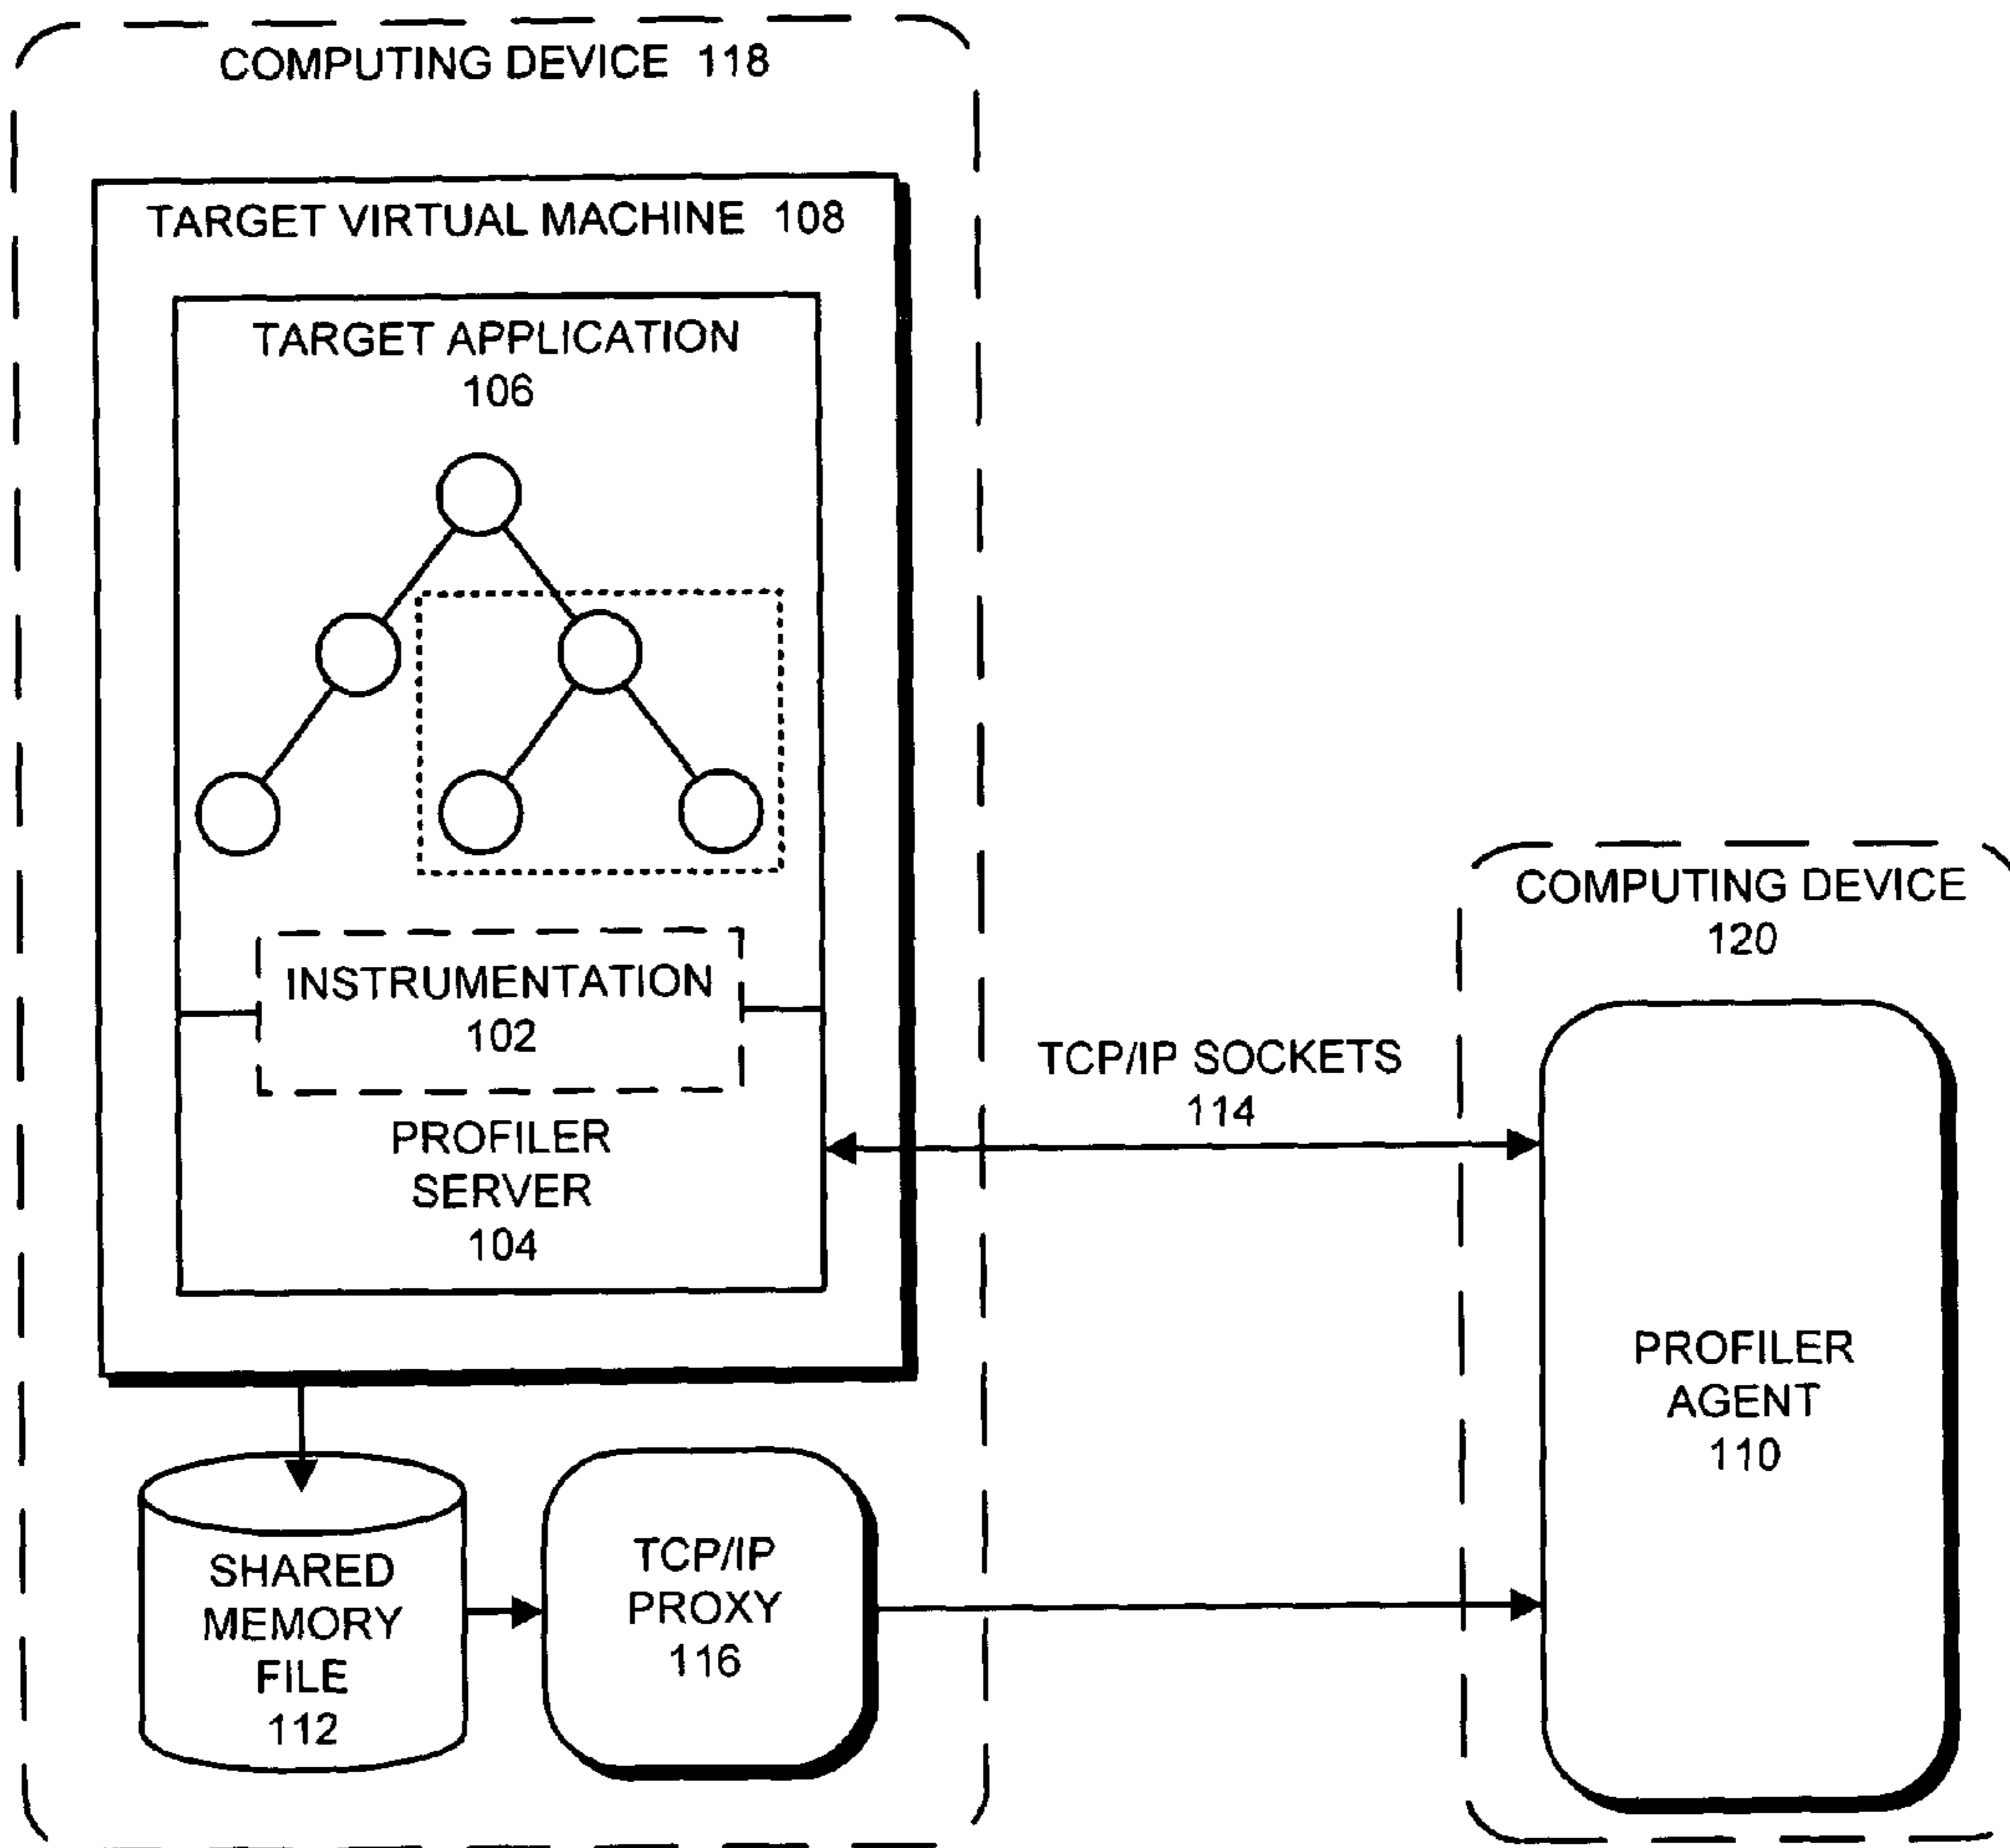 COMPUTING DEVICE 118
TARGET VIRTUAL MACHINE 108
TARGET APPLICATION
106
INSTRUMENTATION
102
PROFILER
SERVER
104
TCP/IP SOCKETS
114
COMPUTING DEVICE
120
PROFILER
AGENT
110
SHARED
MEMORY
FILE
112
TCP/IP
PROXY
116